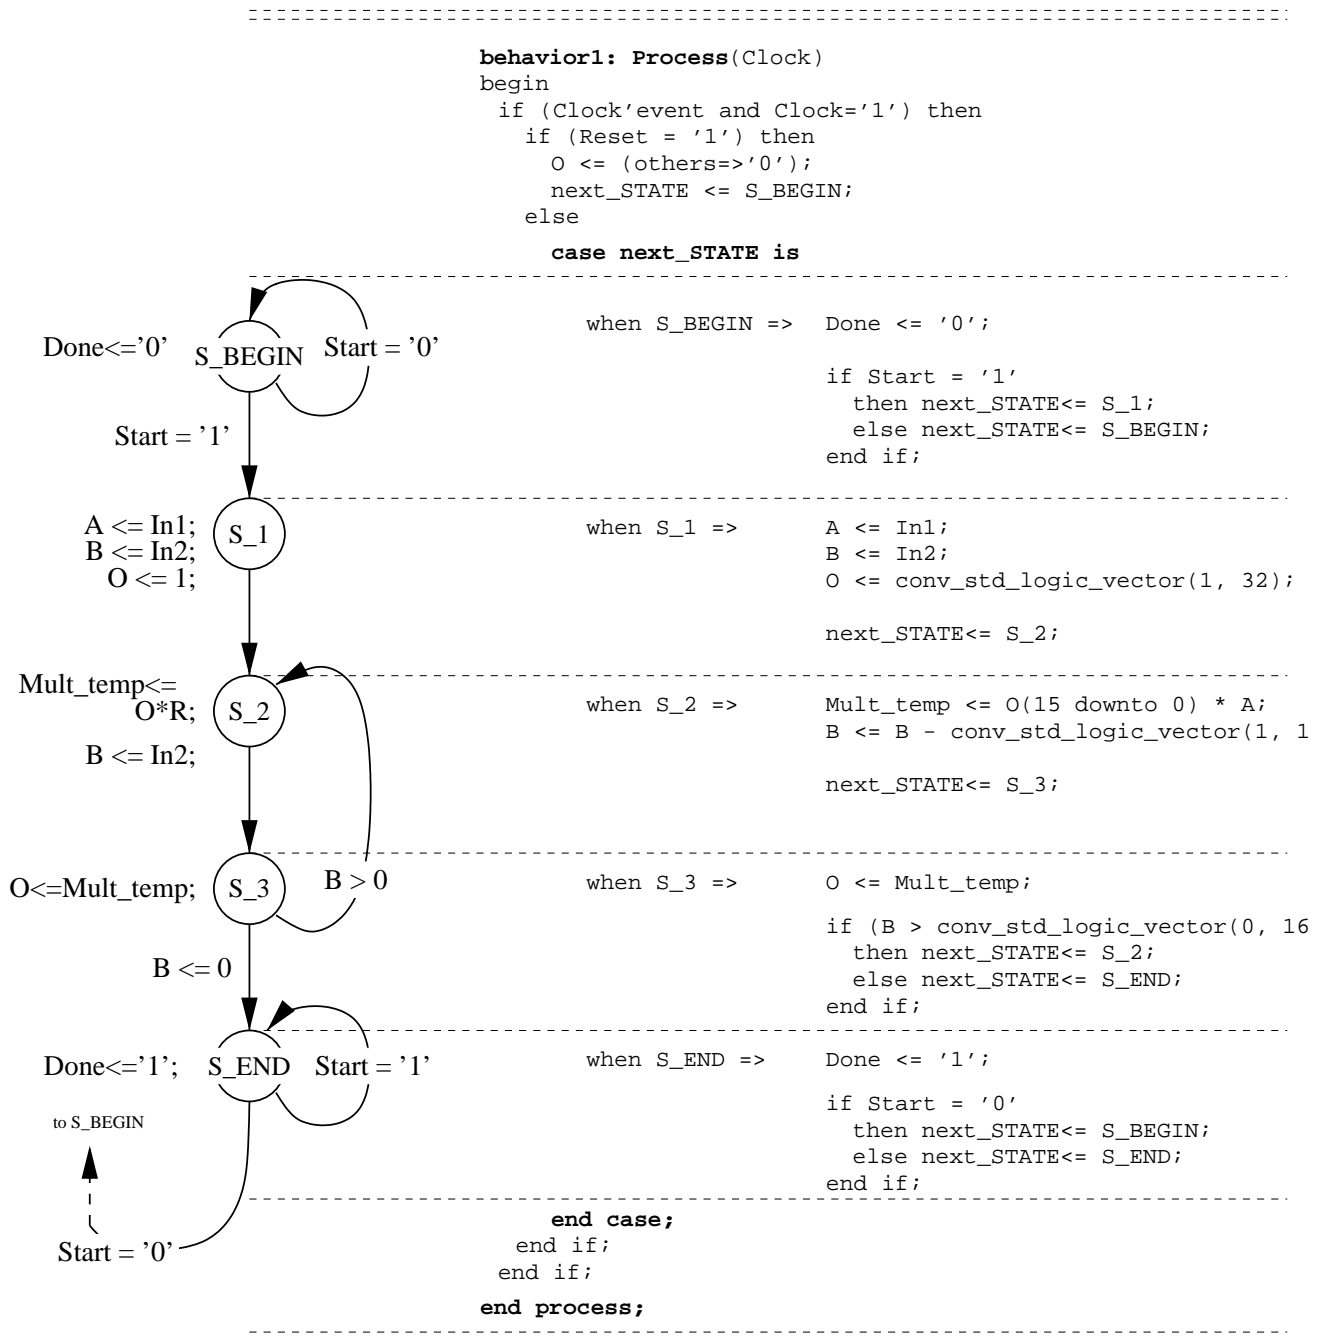 behavior1: Process(Clock)
begin
if (Clock’event and Clock=’1’) then
if (Reset = ’1’) then
O <= (others=>’0’);
next_STATE <= S_BEGIN;
else
case next_STATE is
Done<=’0’
S_BEGIN
Start = ’0’
Start = ’1’
when S_BEGIN => Done <= ’0’;
if Start = ’1’
then next_STATE<= S_1;
else next_STATE<= S_BEGIN;
end if;
A <= In1;
B <= In2;
O <= 1;
S_1
when S_1 => A <= In1;
B <= In2;
O <= conv_std_logic_vector(1, 32);
next_STATE<= S_2;
Mult_temp<=
O*R;
B <= In2;
S_2
when S_2 => Mult_temp <= O(15 downto 0) * A;
B <= B - conv_std_logic_vector(1, 1
next_STATE<= S_3;
O<=Mult_temp;
S_3
B > 0
B <= 0
when S_3 => O <= Mult_temp;
if (B > conv_std_logic_vector(0, 16
then next_STATE<= S_2;
else next_STATE<= S_END;
end if;
Done<=’1’;
S_END
Start = ’1’
to S_BEGIN
Start = ’0’
when S_END => Done <= ’1’;
if Start = ’0’
then next_STATE<= S_BEGIN;
else next_STATE<= S_END;
end if;
end case;
end if;
end if;
end process;